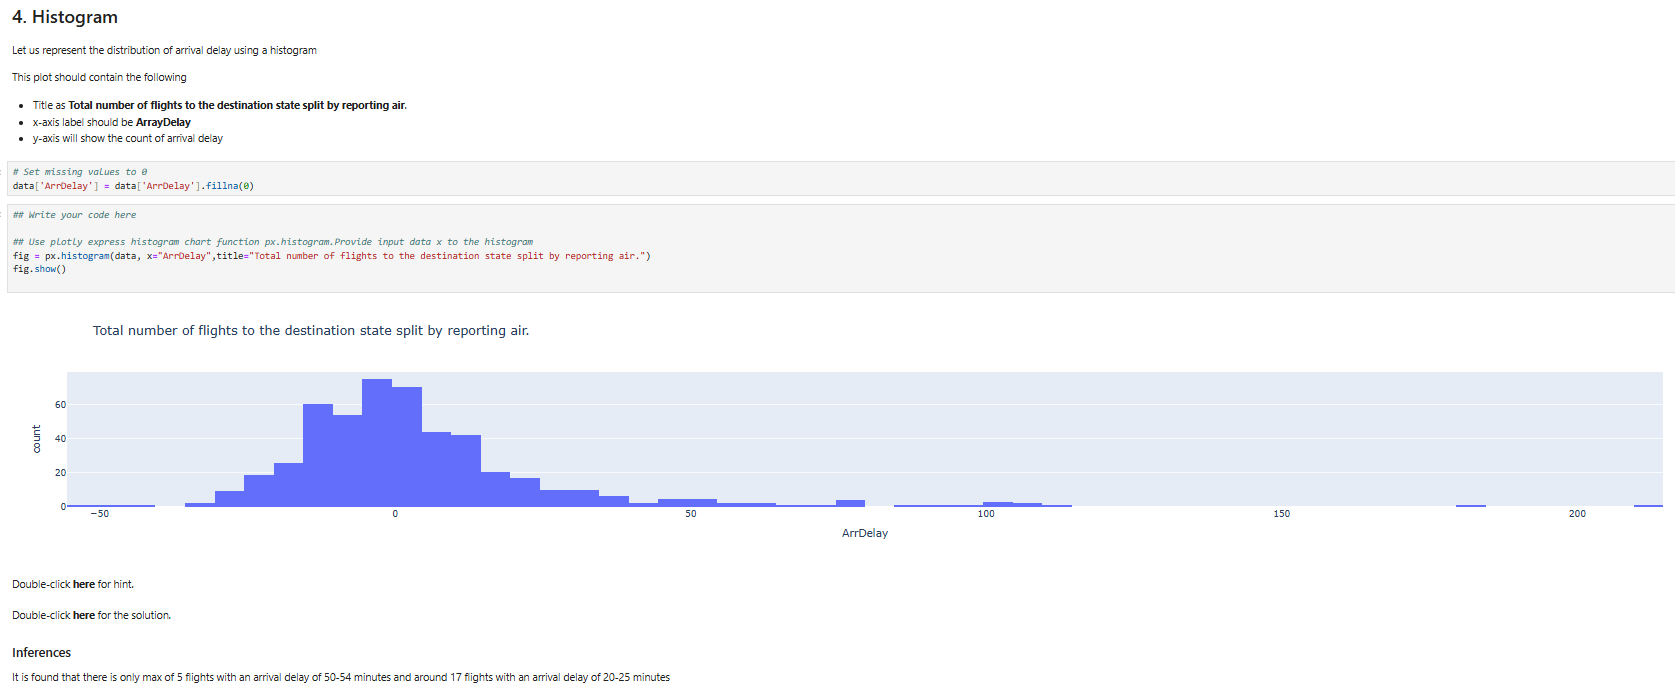 4. Histogram
Let us represent the distribution of arrival delay using a histogram
This plot should contain the following
• Title as Total number of flights to the destination state split by reporting air.
• x-axis label should be ArrayDelay
• y-axis will show the count of arrival delay
# Set missing values to 0
data['ArrDelay'] = data['ArrDelay'].fillna(0)
## Write your code here
## Use plotly express histogram chart function px.histogram.Provide input data x to the histogram
fig = px.histogram(data, x="ArrDelay",title="Total number of flights to the destination state split by reporting air.")
fig.show()
Total number of flights to the destination state split by reporting air.
60
40
20
0
count
−50 0 50 100 150 200
ArrDelay
Double-click here for hint.
Double-click here for the solution.
Inferences
It is found that there is only max of 5 flights with an arrival delay of 50-54 minutes and around 17 flights with an arrival delay of 20-25 minutes